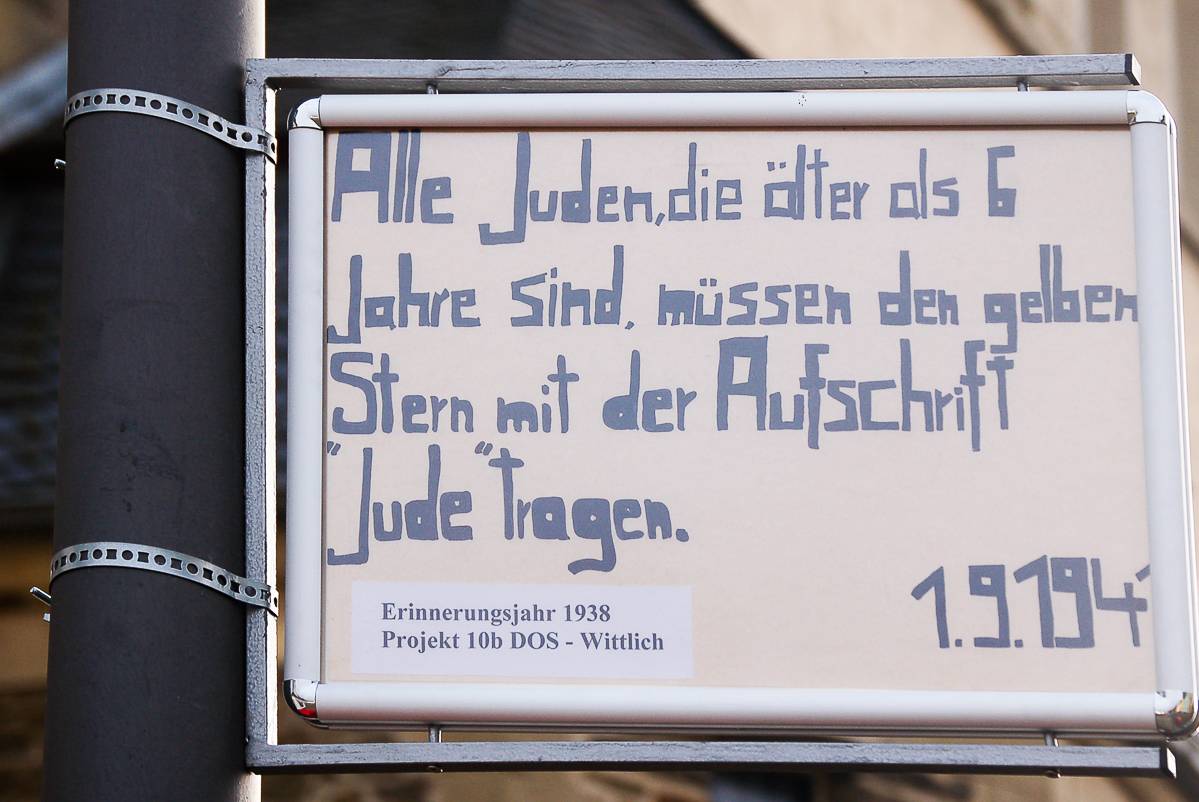 Alle Juden, die älter als 6
Jahre sind, müssen den gelben
Stern mit der Aufschrift
"Jude" tragen.
1.9.1941
Erinnerungsjahr 1938
Projekt 10b DOS - Wittlich